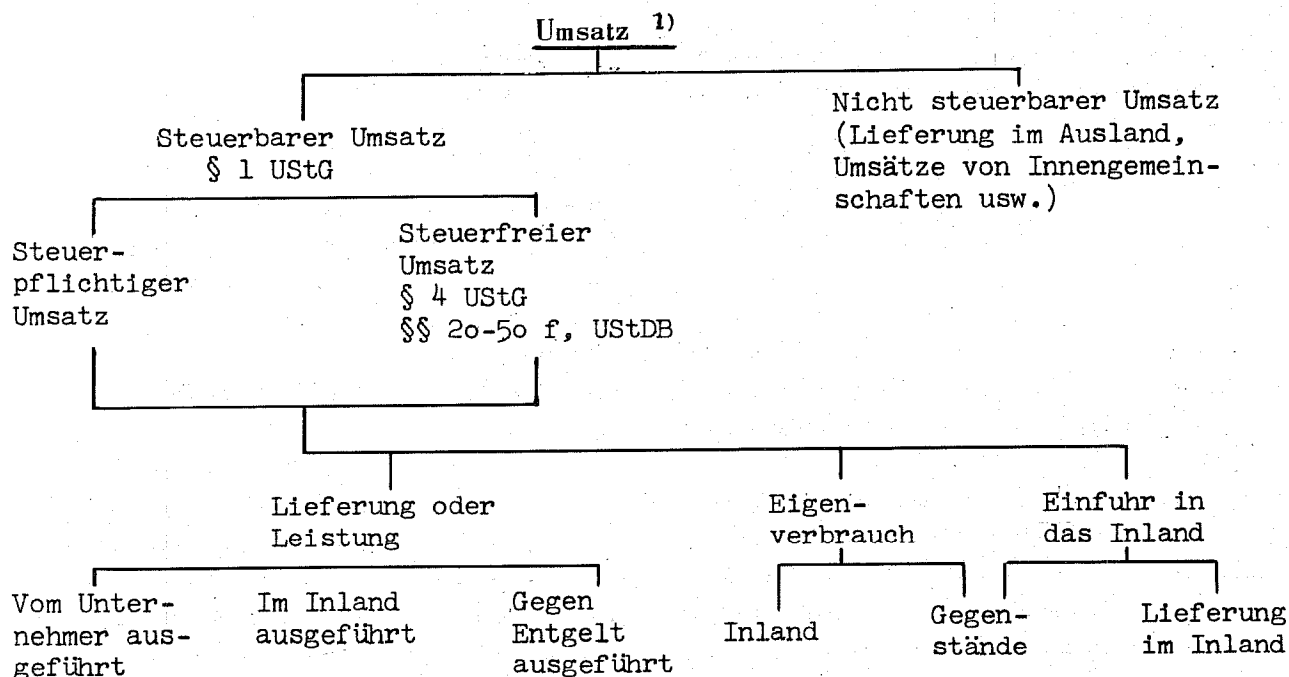 Umsatz 1)
Steuerbarer Umsatz
§ 1 UStG
Nicht steuerbarer Umsatz
(Lieferung im Ausland,
Umsätze von Innengemein-
schaften usw.)
Steuer-
pflichtiger
Umsatz
Steuerfreier
Umsatz
§ 4 UStG
§§ 2o-5o f, UStDB
Lieferung oder
Leistung
Eigen-
verbrauch
Einfuhr in
das Inland
Vom Unter-
nehmer aus-
geführt
Im Inland
ausgeführt
Gegen
Entgelt
ausgeführt
Inland
Gegen-
stände
Lieferung
im Inland